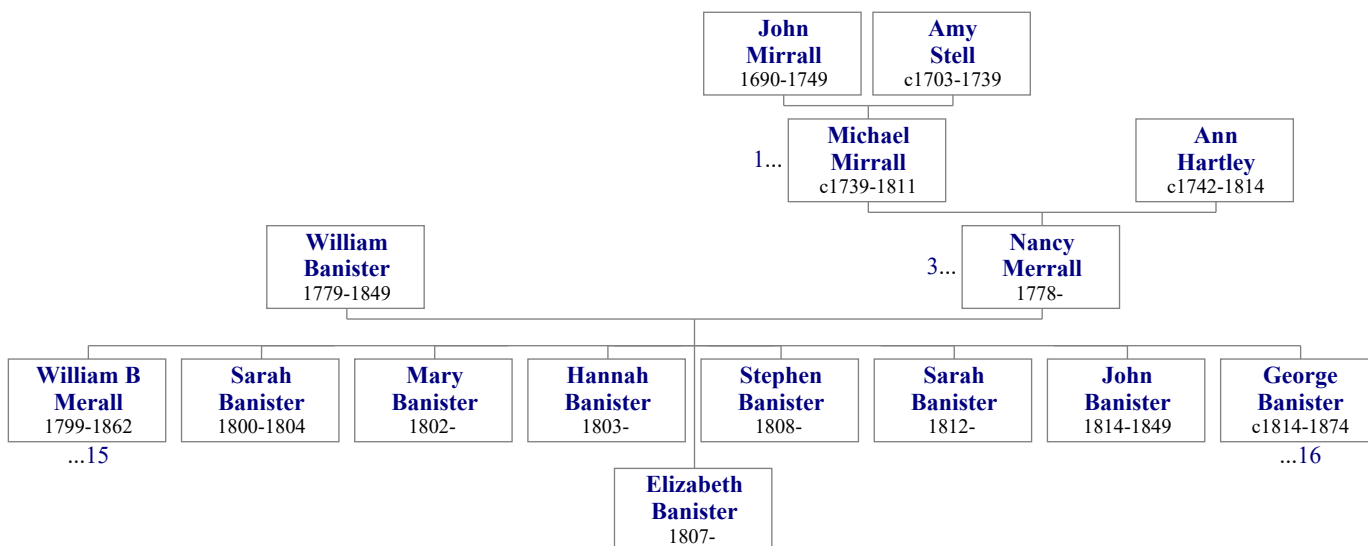 John
Mirrall
1690-1749
Amy
Stell
c1703-1739
1...
Michael
Mirrall
c1739-1811
Ann
Hartley
c1742-1814
William
Banister
1779-1849
3...
Nancy
Merrall
1778-
William B
Merall
1799-1862
...15
Sarah
Banister
1800-1804
Mary
Banister
1802-
Hannah
Banister
1803-
Stephen
Banister
1808-
Sarah
Banister
1812-
John
Banister
1814-1849
George
Banister
c1814-1874
...16
Elizabeth
Banister
1807-